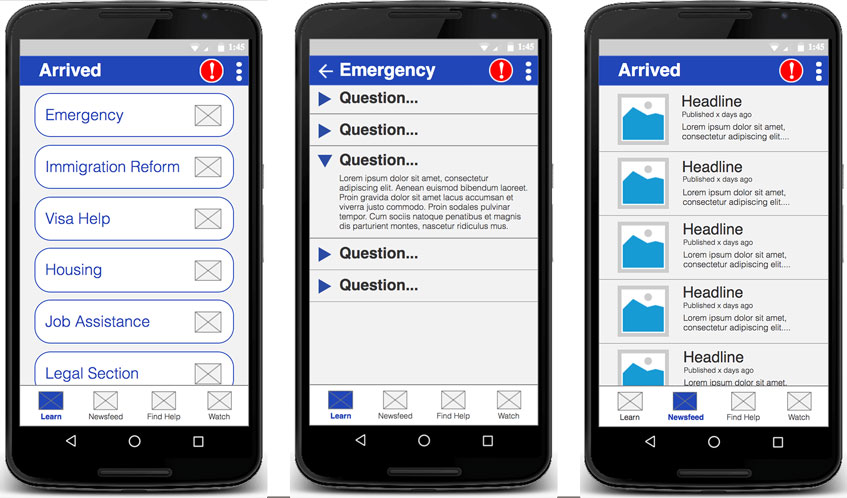 1:45
Arrived
Emergency
Immigration Reform
Visa Help
Housing
Job Assistance
Legal Section
Learn Newsfeed Find Help Watch
1:45
Emergency
Question...
Question...
Question...
Lorem ipsum dolor sit amet, consectetur
adipiscing elit. Aenean euismod bibendum laoreet.
Proin gravida dolor sit amet lacus accumsan et
viverra justo commodo. Proin sodales pulvinar
tempor. Cum sociis natoque penatibus et magnis
dis parturient montes, nascetur ridiculus mus.
Question...
Question...
Learn Newsfeed Find Help Watch
1:45
Arrived
Headline
Published x days ago
Lorem ipsum dolor sit amet,
consectetur adipiscing elit....
Headline
Published x days ago
Lorem ipsum dolor sit amet,
consectetur adipiscing elit....
Headline
Published x days ago
Lorem ipsum dolor sit amet,
consectetur adipiscing elit....
Headline
Published x days ago
Lorem ipsum dolor sit amet,
consectetur adipiscing elit....
Headline
Published x days ago
Lorem ipsum dolor sit amet,
Learn Newsfeed Find Help Watch